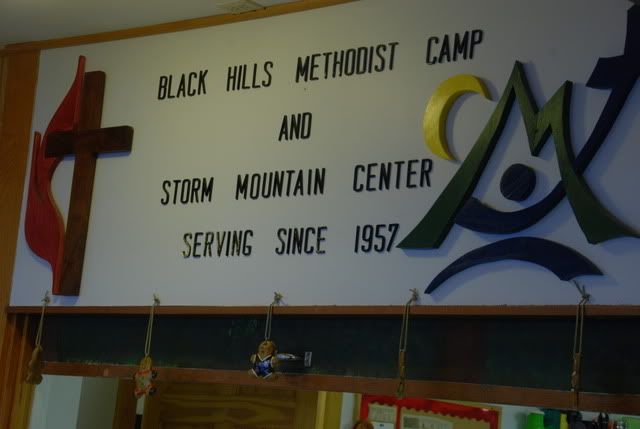 BLACK HILLS METHODIST CAMP
AND
STORM MOUNTAIN CENTER
SERVING SINCE 1957